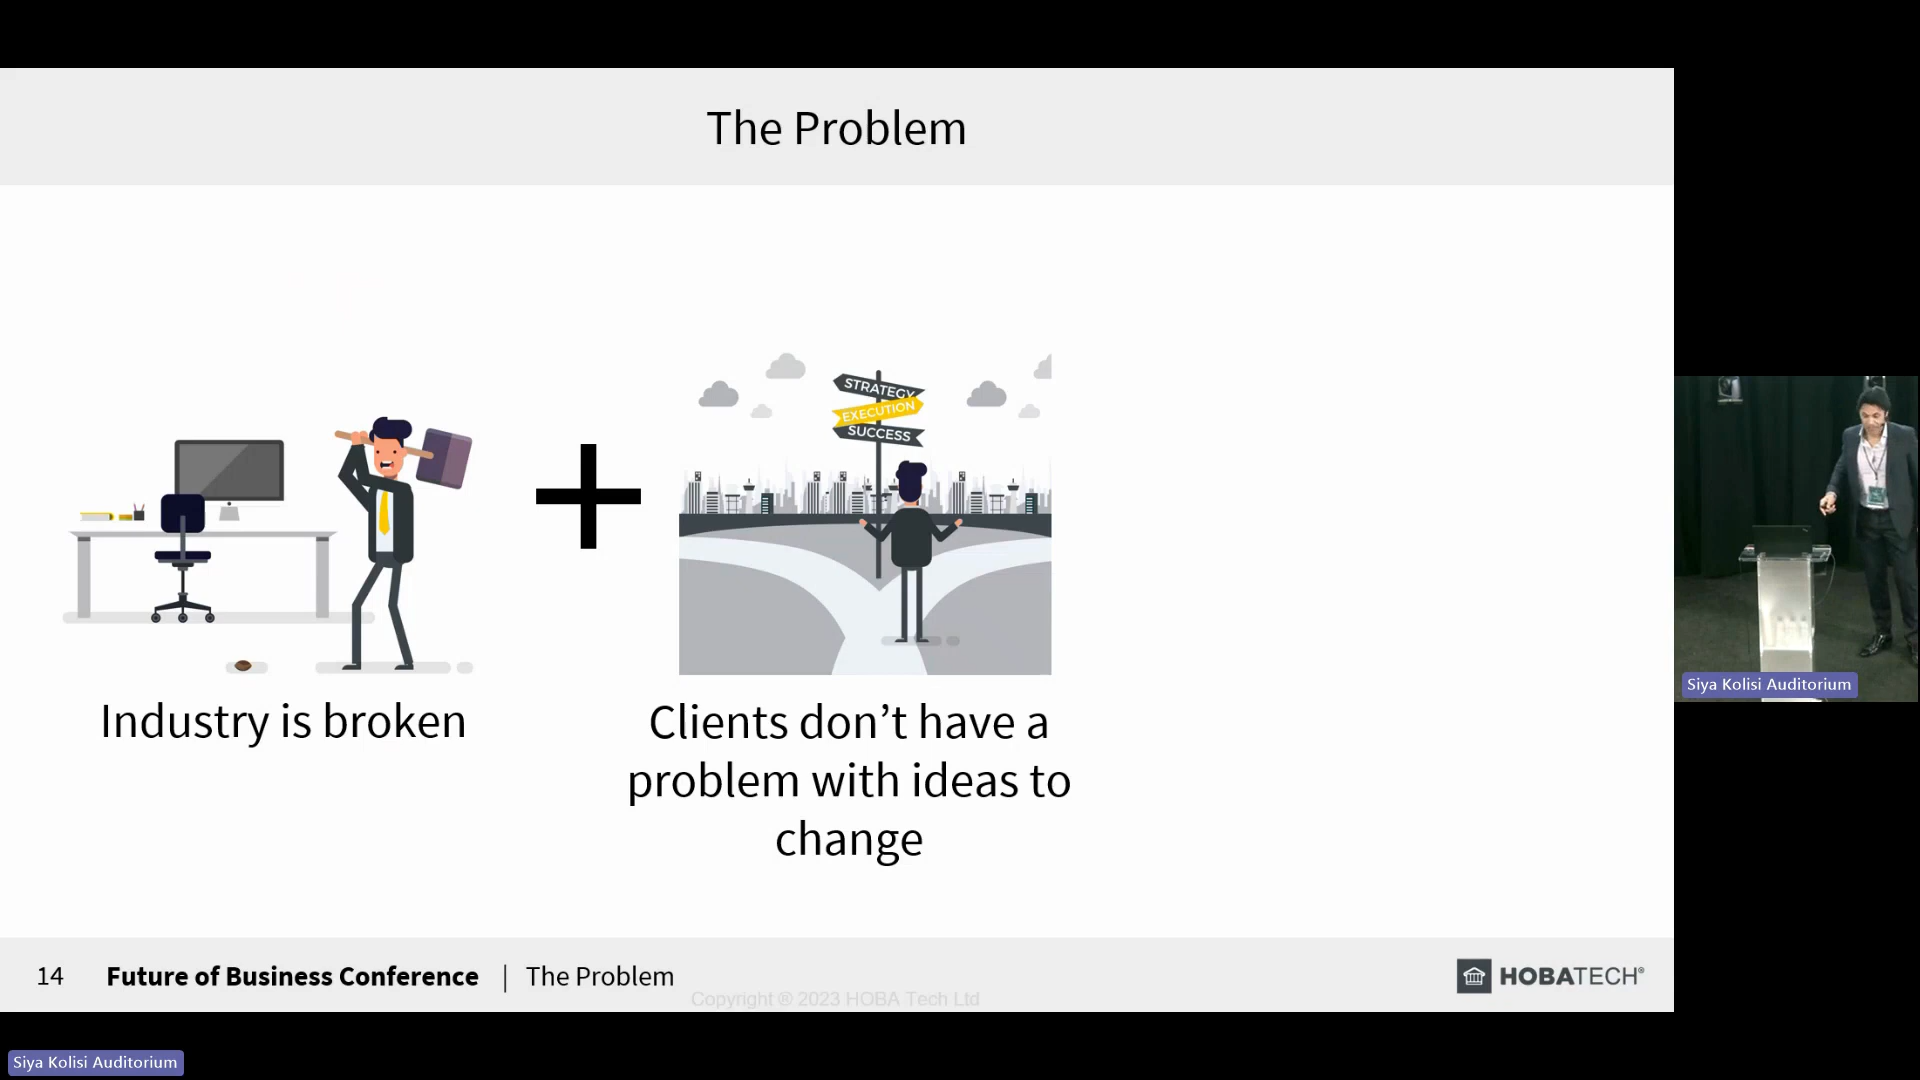 The Problem
STRATEGY
EXECUTION
SUCCESS
Industry is broken
Clients don’t have a
problem with ideas to
change
14 Future of Business Conference | The Problem
Copyright ® 2023 HOBA Tech Ltd
HOBATECH®
Siya Kolisi Auditorium
Siya Kolisi Auditorium